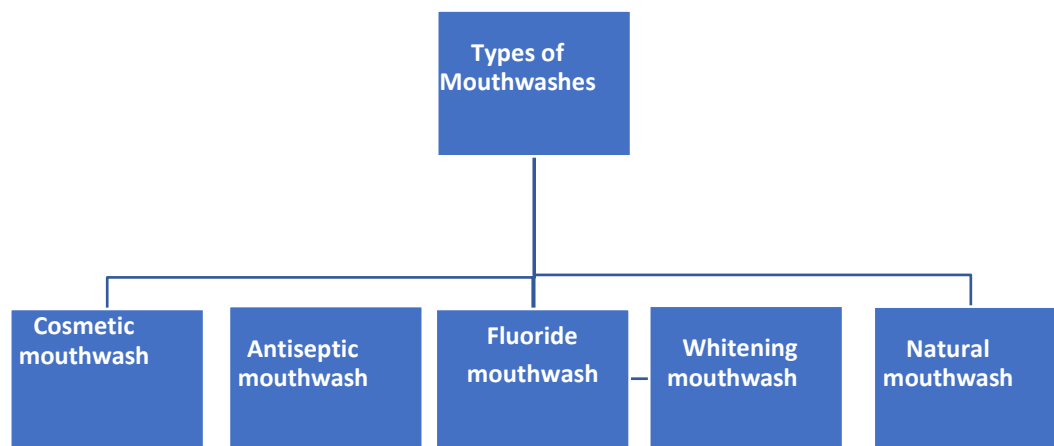 Types of
Mouthwashes
Cosmetic
mouthwash
Antiseptic
mouthwash
Fluoride
mouthwash
Whitening
mouthwash
Natural
mouthwash